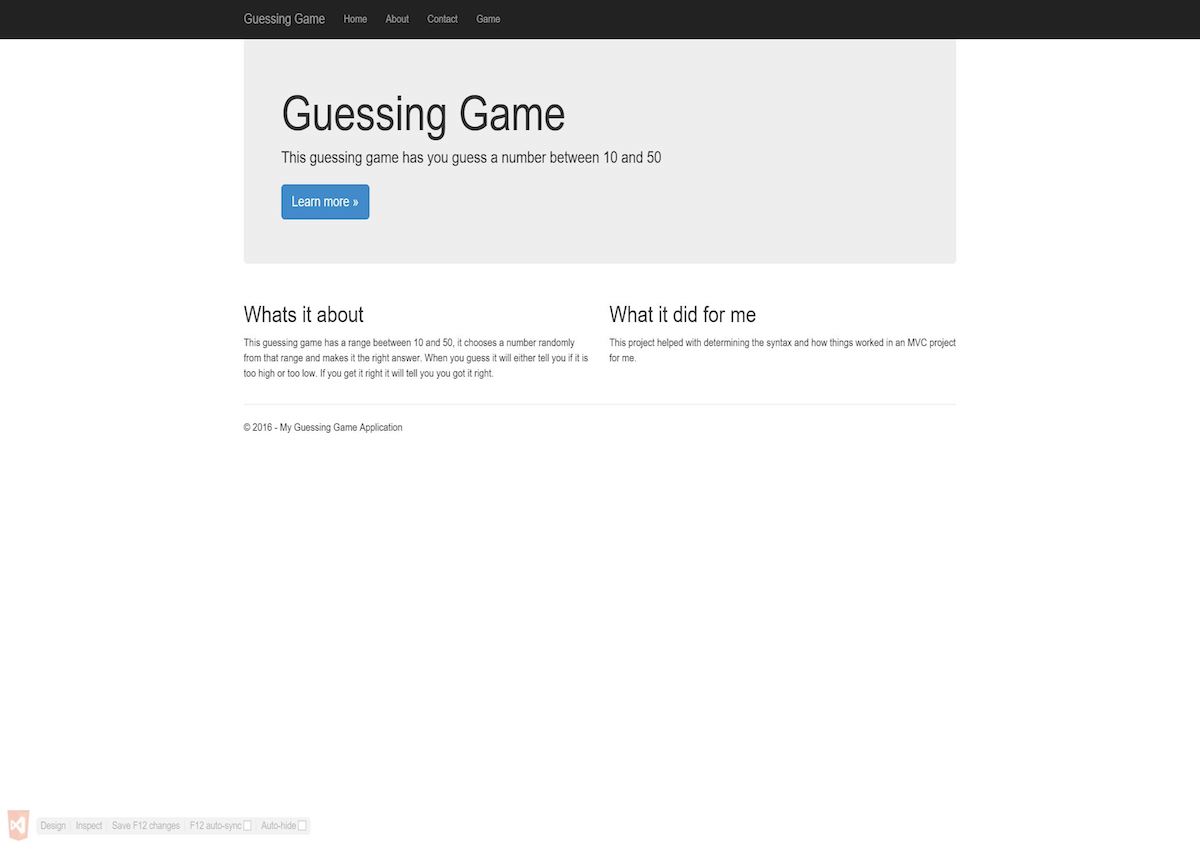 Guessing Game Home About Contact Game
Guessing Game
This guessing game has you guess a number between 10 and 50
Learn more »
Whats it about
This guessing game has a range beetween 10 and 50, it chooses a number randomly
from that range and makes it the right answer. When you guess it will either tell you if it is
too high or too low. If you get it right it will tell you you got it right.
What it did for me
This project helped with determining the syntax and how things worked in an MVC project
for me.
© 2016 - My Guessing Game Application
Design Inspect Save F12 changes F12 auto-sync Auto-hide